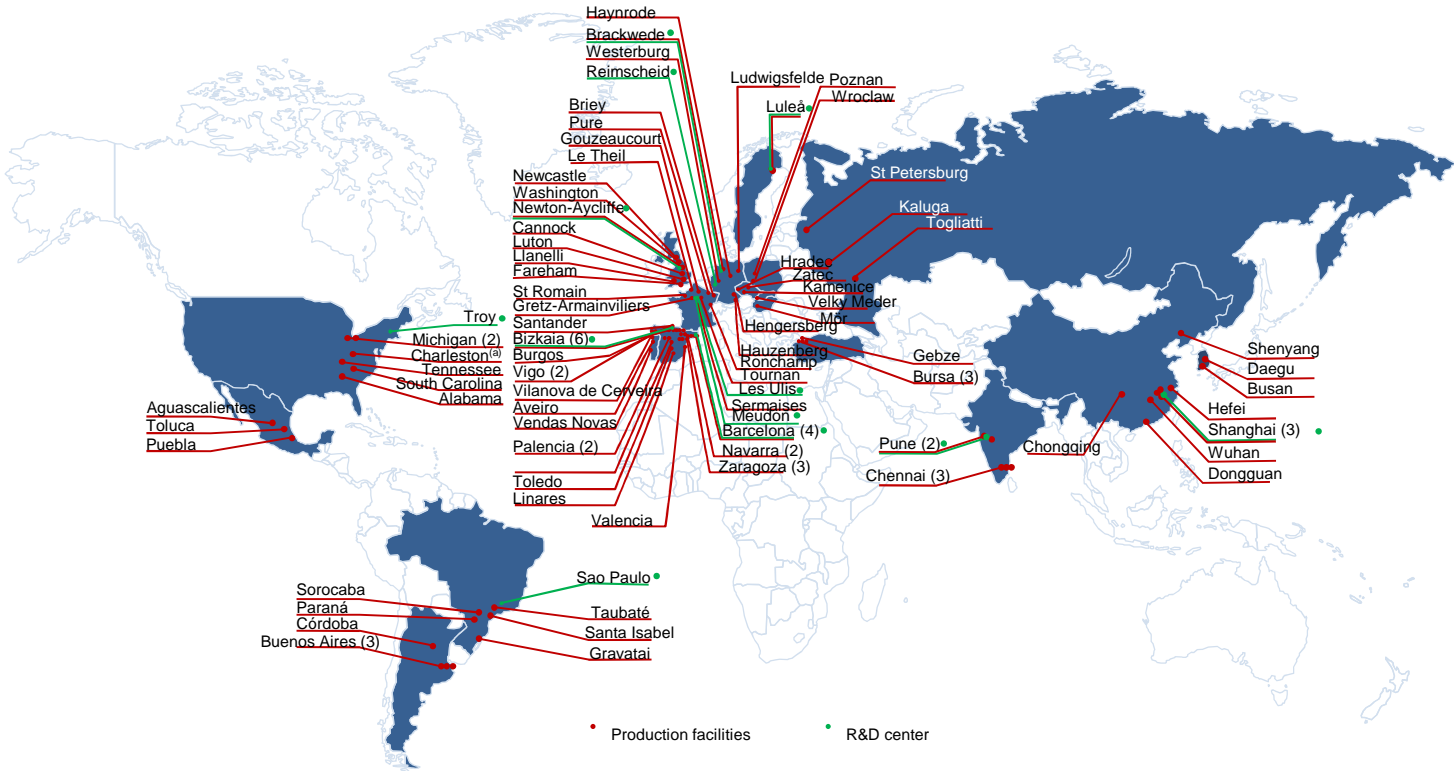 Haynrode
Brackwede
Westerburg
Reimscheid
Ludwigsfelde
Poznan
Wroclaw
Luleå
Briey
Pure
Gouzeaucourt
Le Theil
Newcastle
Washington
Newton-Aycliffe
Cannock
Luton
Llanelli
Fareham
St Romain
Gretz-Armainviliers
Santander
Bizkaia (6)
Burgos
Vigo (2)
Vilanova de Cerveira
Aveiro
Vendas Novas
Palencia (2)
Toledo
Linares
Valencia
St Petersburg
Kaluga
Togliatti
Hradec
Zatec
Kamenice
Velky Meder
Mór
Hengersberg
Hauzenberg
Ronchamp
Tournan
Les Ulis
Sermaises
Meudon
Barcelona (4)
Navarra (2)
Zaragoza (3)
Gebze
Bursa (3)
Troy
Michigan (2)
Charleston(a)
Tennessee
South Carolina
Alabama
Aguascalientes
Toluca
Puebla
Shenyang
Daegu
Busan
Hefei
Shanghai (3)
Wuhan
Dongguan
Chongqing
Pune (2)
Chennai (3)
Sao Paulo
Sorocaba
Paraná
Córdoba
Buenos Aires (3)
Taubaté
Santa Isabel
Gravatai
Production facilities
R&D center